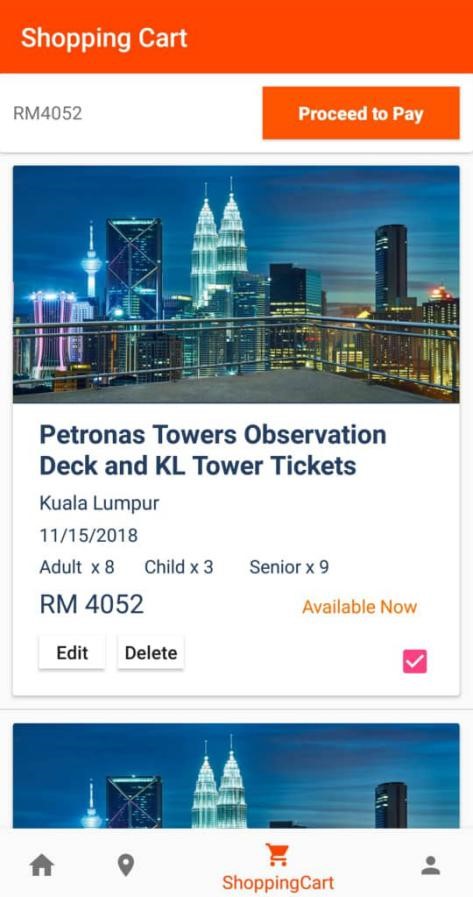 Shopping Cart
RM4052
Proceed to Pay
Petronas Towers Observation
Deck and KL Tower Tickets
Kuala Lumpur
11/15/2018
Adult x 8 Child x 3 Senior x 9
RM 4052
Available Now
Edit Delete
ShoppingCart